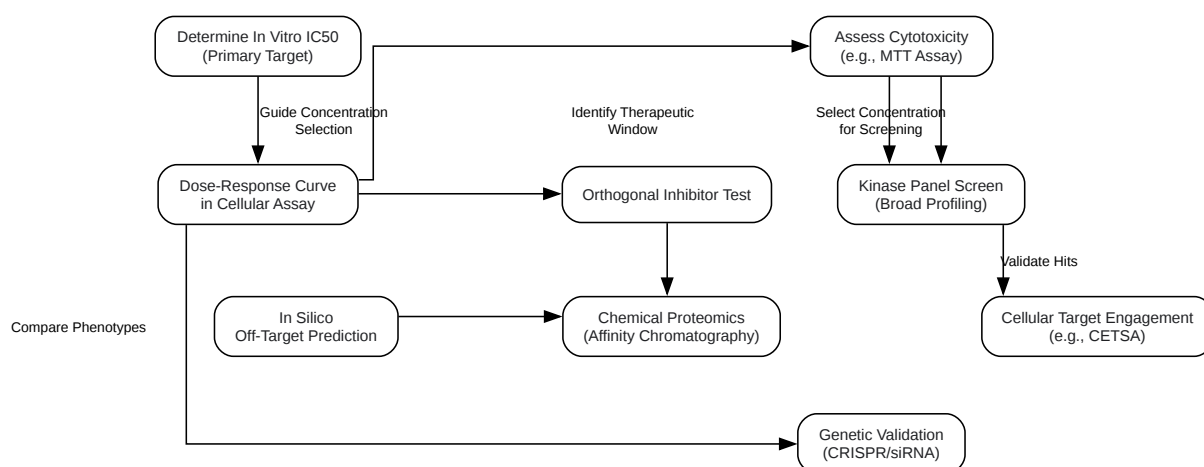 Determine In Vitro IC50
(Primary Target)
Assess Cytotoxicity
(e.g., MTT Assay)
Guide Concentration
Selection
Identify Therapeutic
Window
Select Concentration
for Screening
Dose-Response Curve
in Cellular Assay
Orthogonal Inhibitor Test
Kinase Panel Screen
(Broad Profiling)
Validate Hits
Compare Phenotypes
In Silico
Off-Target Prediction
Chemical Proteomics
(Affinity Chromatography)
Cellular Target Engagement
(e.g., CETSA)
Genetic Validation
(CRISPR/siRNA)